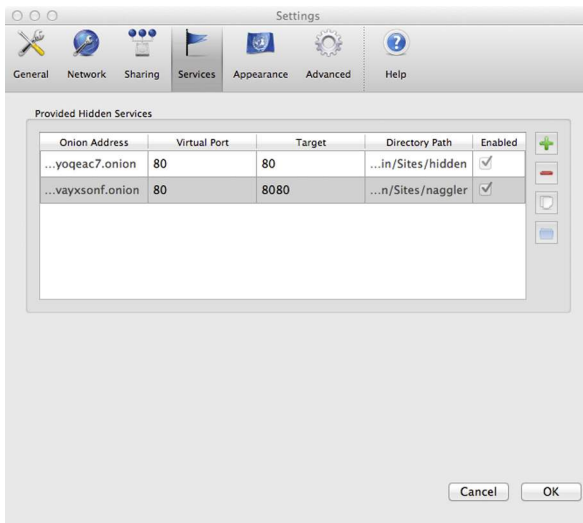 Settings
General Network Sharing Services Appearance Advanced Help
Provided Hidden Services
Onion Address Virtual Port Target Directory Path Enabled
...yoqeac7.onion 80 80 ...in/Sites/hidden
...vayxsonf.onion 80 8080 ...n/Sites/naggler
Cancel OK